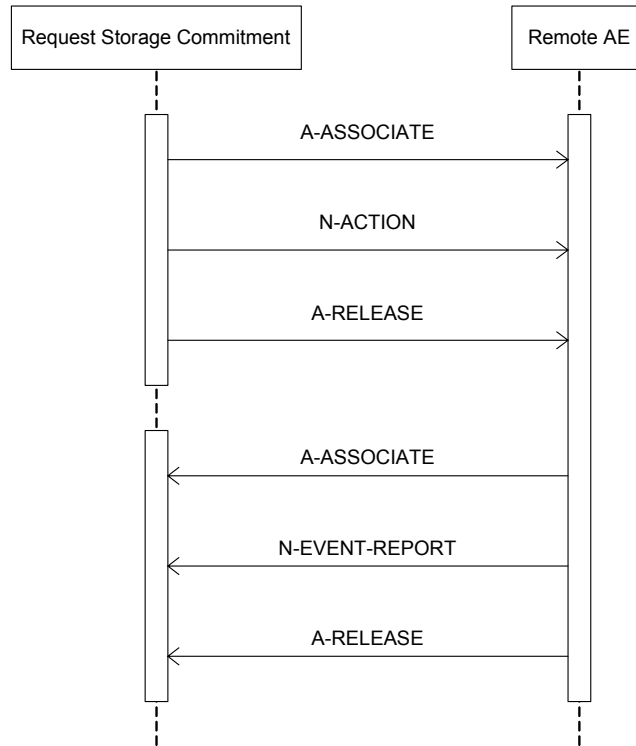 Request Storage Commitment
Remote AE
A-ASSOCIATE
N-ACTION
A-RELEASE
A-ASSOCIATE
N-EVENT-REPORT
A-RELEASE